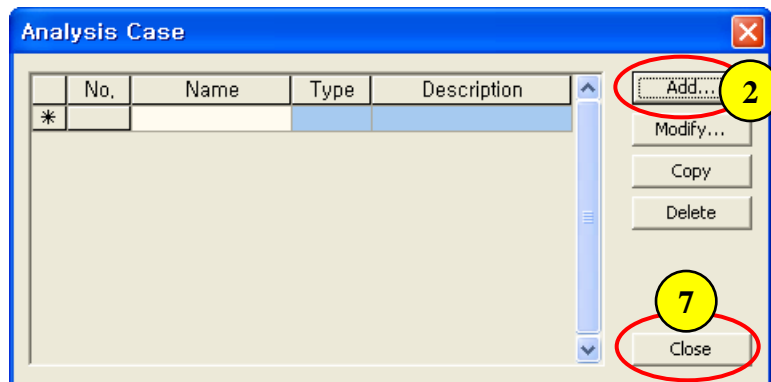 Analysis Case
No. Name Type Description
*
Add...
2
Modify...
Copy
Delete
7
Close